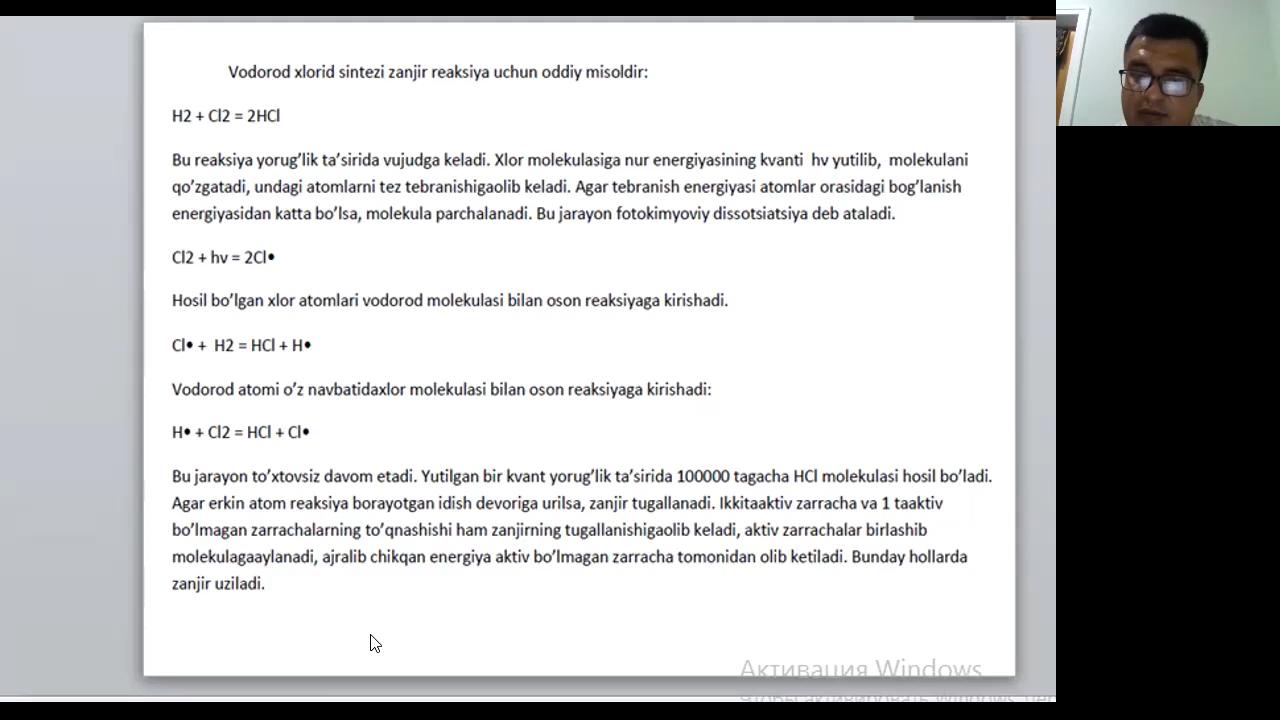 Vodorod xlorid sintezi zanjir reaksiya uchun oddiy misoldir:
H2 + Cl2 = 2HCl
Bu reaksiya yorug’lik ta’sirida vujudga keladi. Xlor molekulasiga nur energiyasining kvanti hv yutilib, molekulani
qo’zgatadi, undagi atomlarni tez tebranishigaolib keladi. Agar tebranish energiyasi atomlar orasidagi bog’lanish
energiyasidan katta bo’lsa, molekula parchalanadi. Bu jarayon fotokimyoviy dissotsiatsiya deb ataladi.
Cl2 + hv = 2Cl•
Hosil bo’lgan xlor atomlari vodorod molekulasi bilan oson reaksiyaga kirishadi.
Cl• + H2 = HCl + H•
Vodorod atomi o’z navbatidaxlor molekulasi bilan oson reaksiyaga kirishadi:
H• + Cl2 = HCl + Cl•
Bu jarayon to’xtovsiz davom etadi. Yutilgan bir kvant yorug’lik ta’sirida 100000 tagacha HCl molekulasi hosil bo’ladi.
Agar erkin atom reaksiya borayotgan idish devoriga urilsa, zanjir tugallanadi. Ikkitaaktiv zarracha va 1 taaktiv
bo’lmagan zarrachalarning to’qnashishi ham zanjirning tugallanishigaolib keladi, aktiv zarrachalar birlashib
molekulagaaylanadi, ajralib chikqan energiya aktiv bo’lmagan zarracha tomonidan olib ketiladi. Bunday hollarda
zanjir uziladi.
Активация Windows
Чтобы активировать Windows, пер